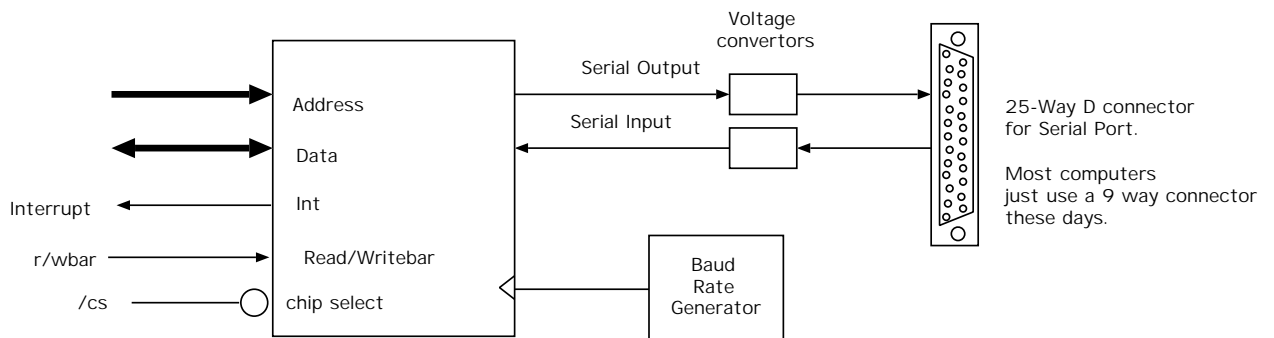 Voltage
convertors
Serial Output
Address
25-Way D connector
for Serial Port.
Serial Input
Data
Most computers
just use a 9 way connector
these days.
Interrupt
Int
r/wbar
Read/Writebar
Baud
Rate
Generator
/cs
chip select